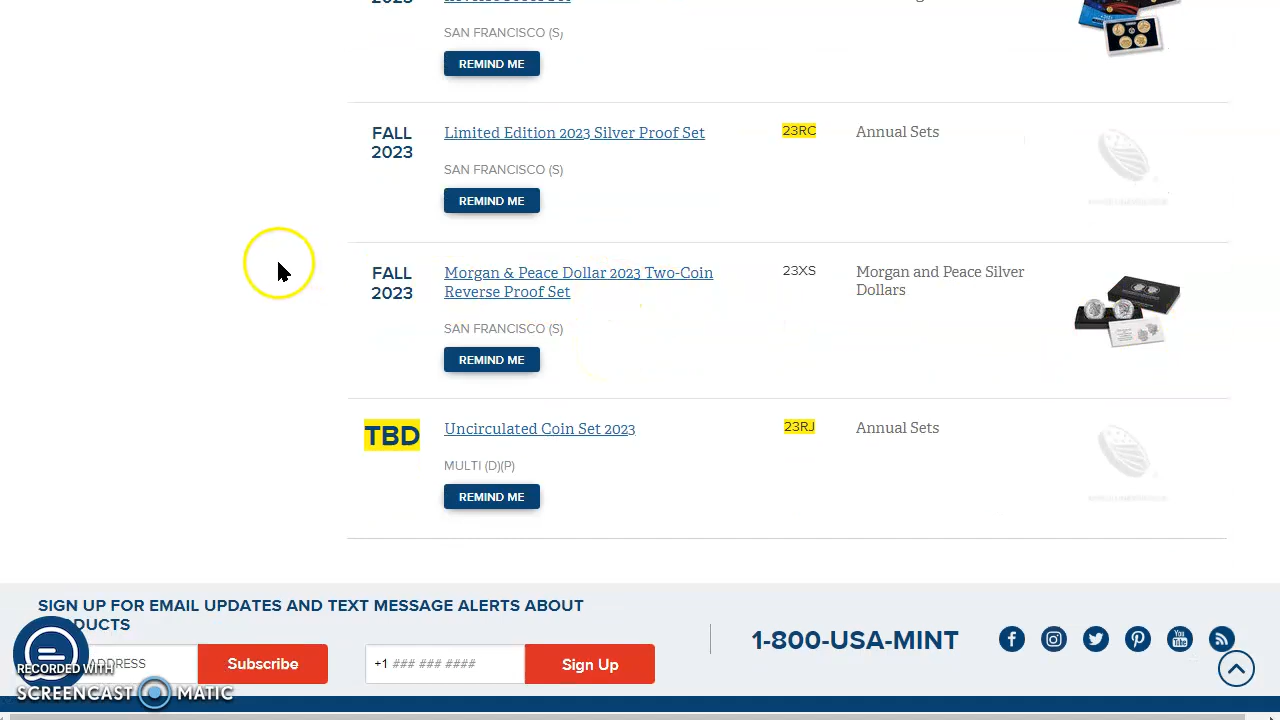 2023
SAN FRANCISCO (S)
REMIND ME
FALL
2023
Limited Edition 2023 Silver Proof Set
23RC
Annual Sets
SAN FRANCISCO (S)
REMIND ME
FALL
2023
Morgan & Peace Dollar 2023 Two-Coin
Reverse Proof Set
23XS
Morgan and Peace Silver
Dollars
SAN FRANCISCO (S)
REMIND ME
TBD
Uncirculated Coin Set 2023
23RJ
Annual Sets
MULTI (D)(P)
REMIND ME
SIGN UP FOR EMAIL UPDATES AND TEXT MESSAGE ALERTS ABOUT
Subscribe
+1 ### ### ####
Sign Up
1-800-USA-MINT
You
Tube
RECORDED WITH
SCREENCAST MATIC